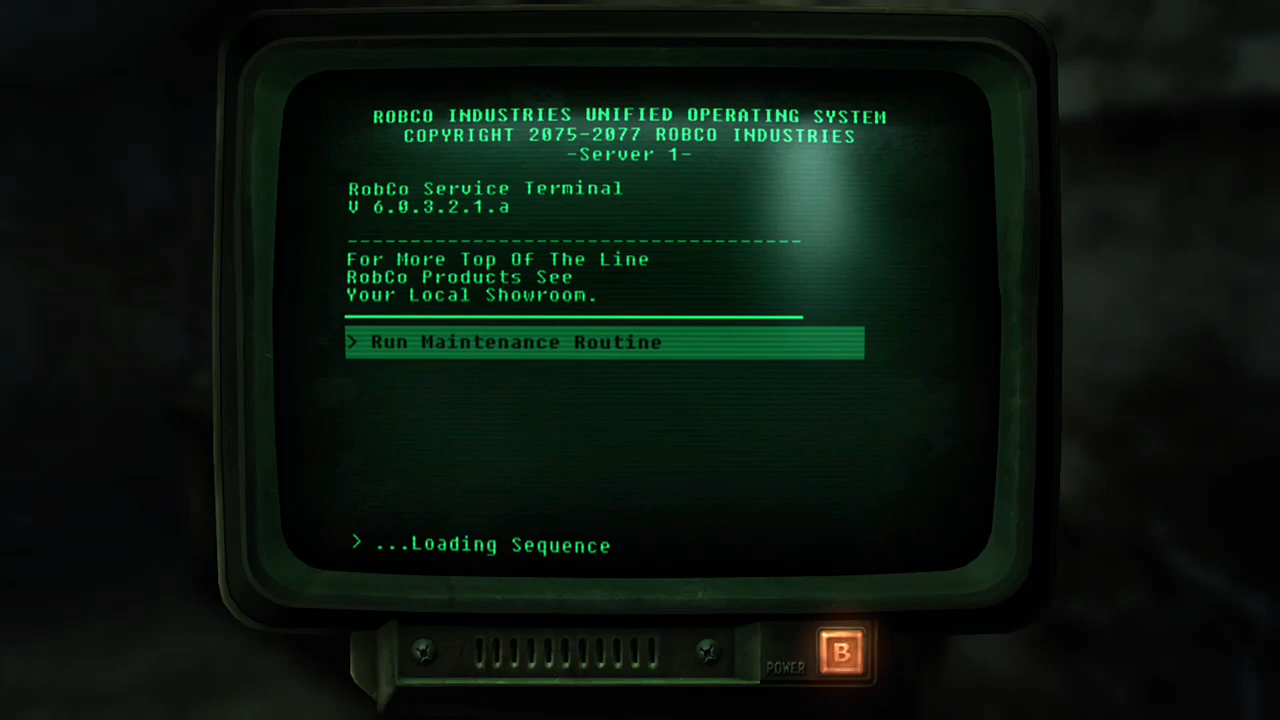 ROBCO INDUSTRIES UNIFIED OPERATING SYSTEM
COPYRIGHT 2075-2077 ROBCO INDUSTRIES
-Server 1-
RobCo Service Terminal
V 6.0.3.2.1.a
------------------------------------
For More Top Of The Line
RobCo Products See
Your Local Showroom.
> Run Maintenance Routine
> ...Loading Sequence
POWER B